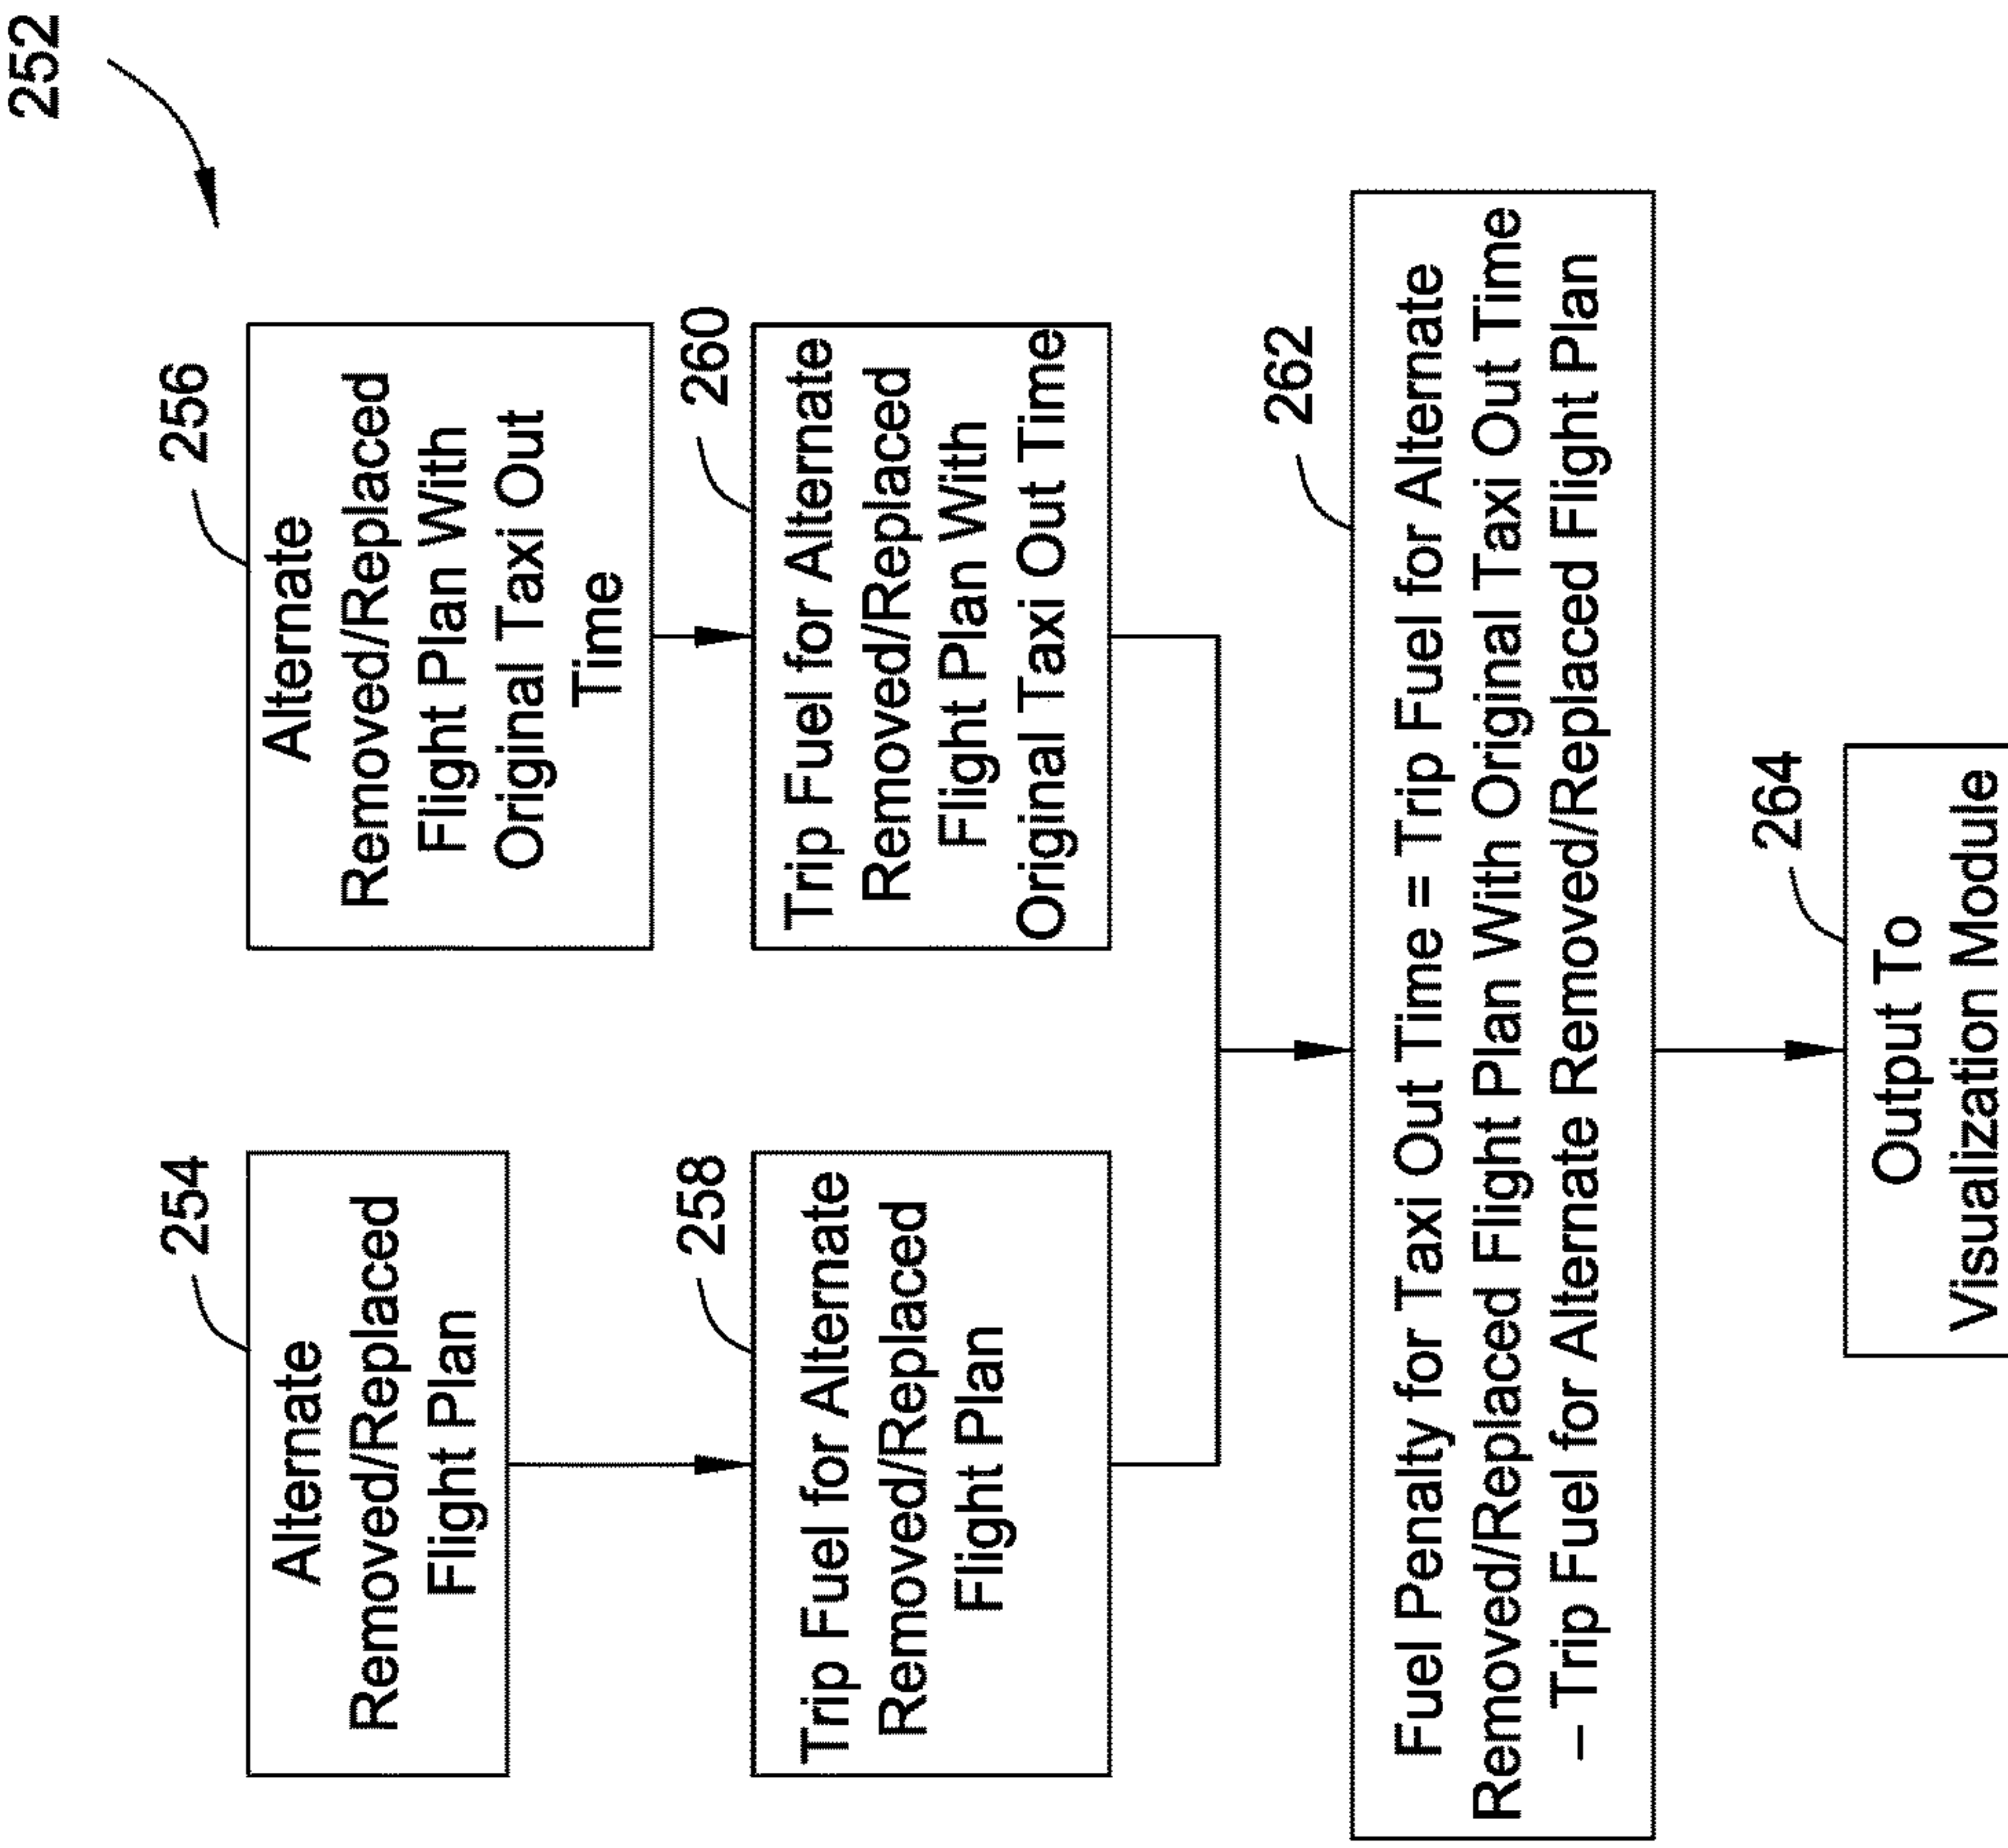 252
254
Alternate
Removed/Replaced
Flight Plan
256
Alternate
Removed/Replaced
Flight Plan With
Original Taxi Out
Time
258
Trip Fuel for Alternate
Removed/Replaced
Flight Plan
260
Trip Fuel for Alternate
Removed/Replaced
Flight Plan With
Original Taxi Out Time
262
Fuel Penalty for Taxi Out Time = Trip Fuel for Alternate
Removed/Replaced Flight Plan With Original Taxi Out Time
– Trip Fuel for Alternate Removed/Replaced Flight Plan
264
Output To
Visualization Module